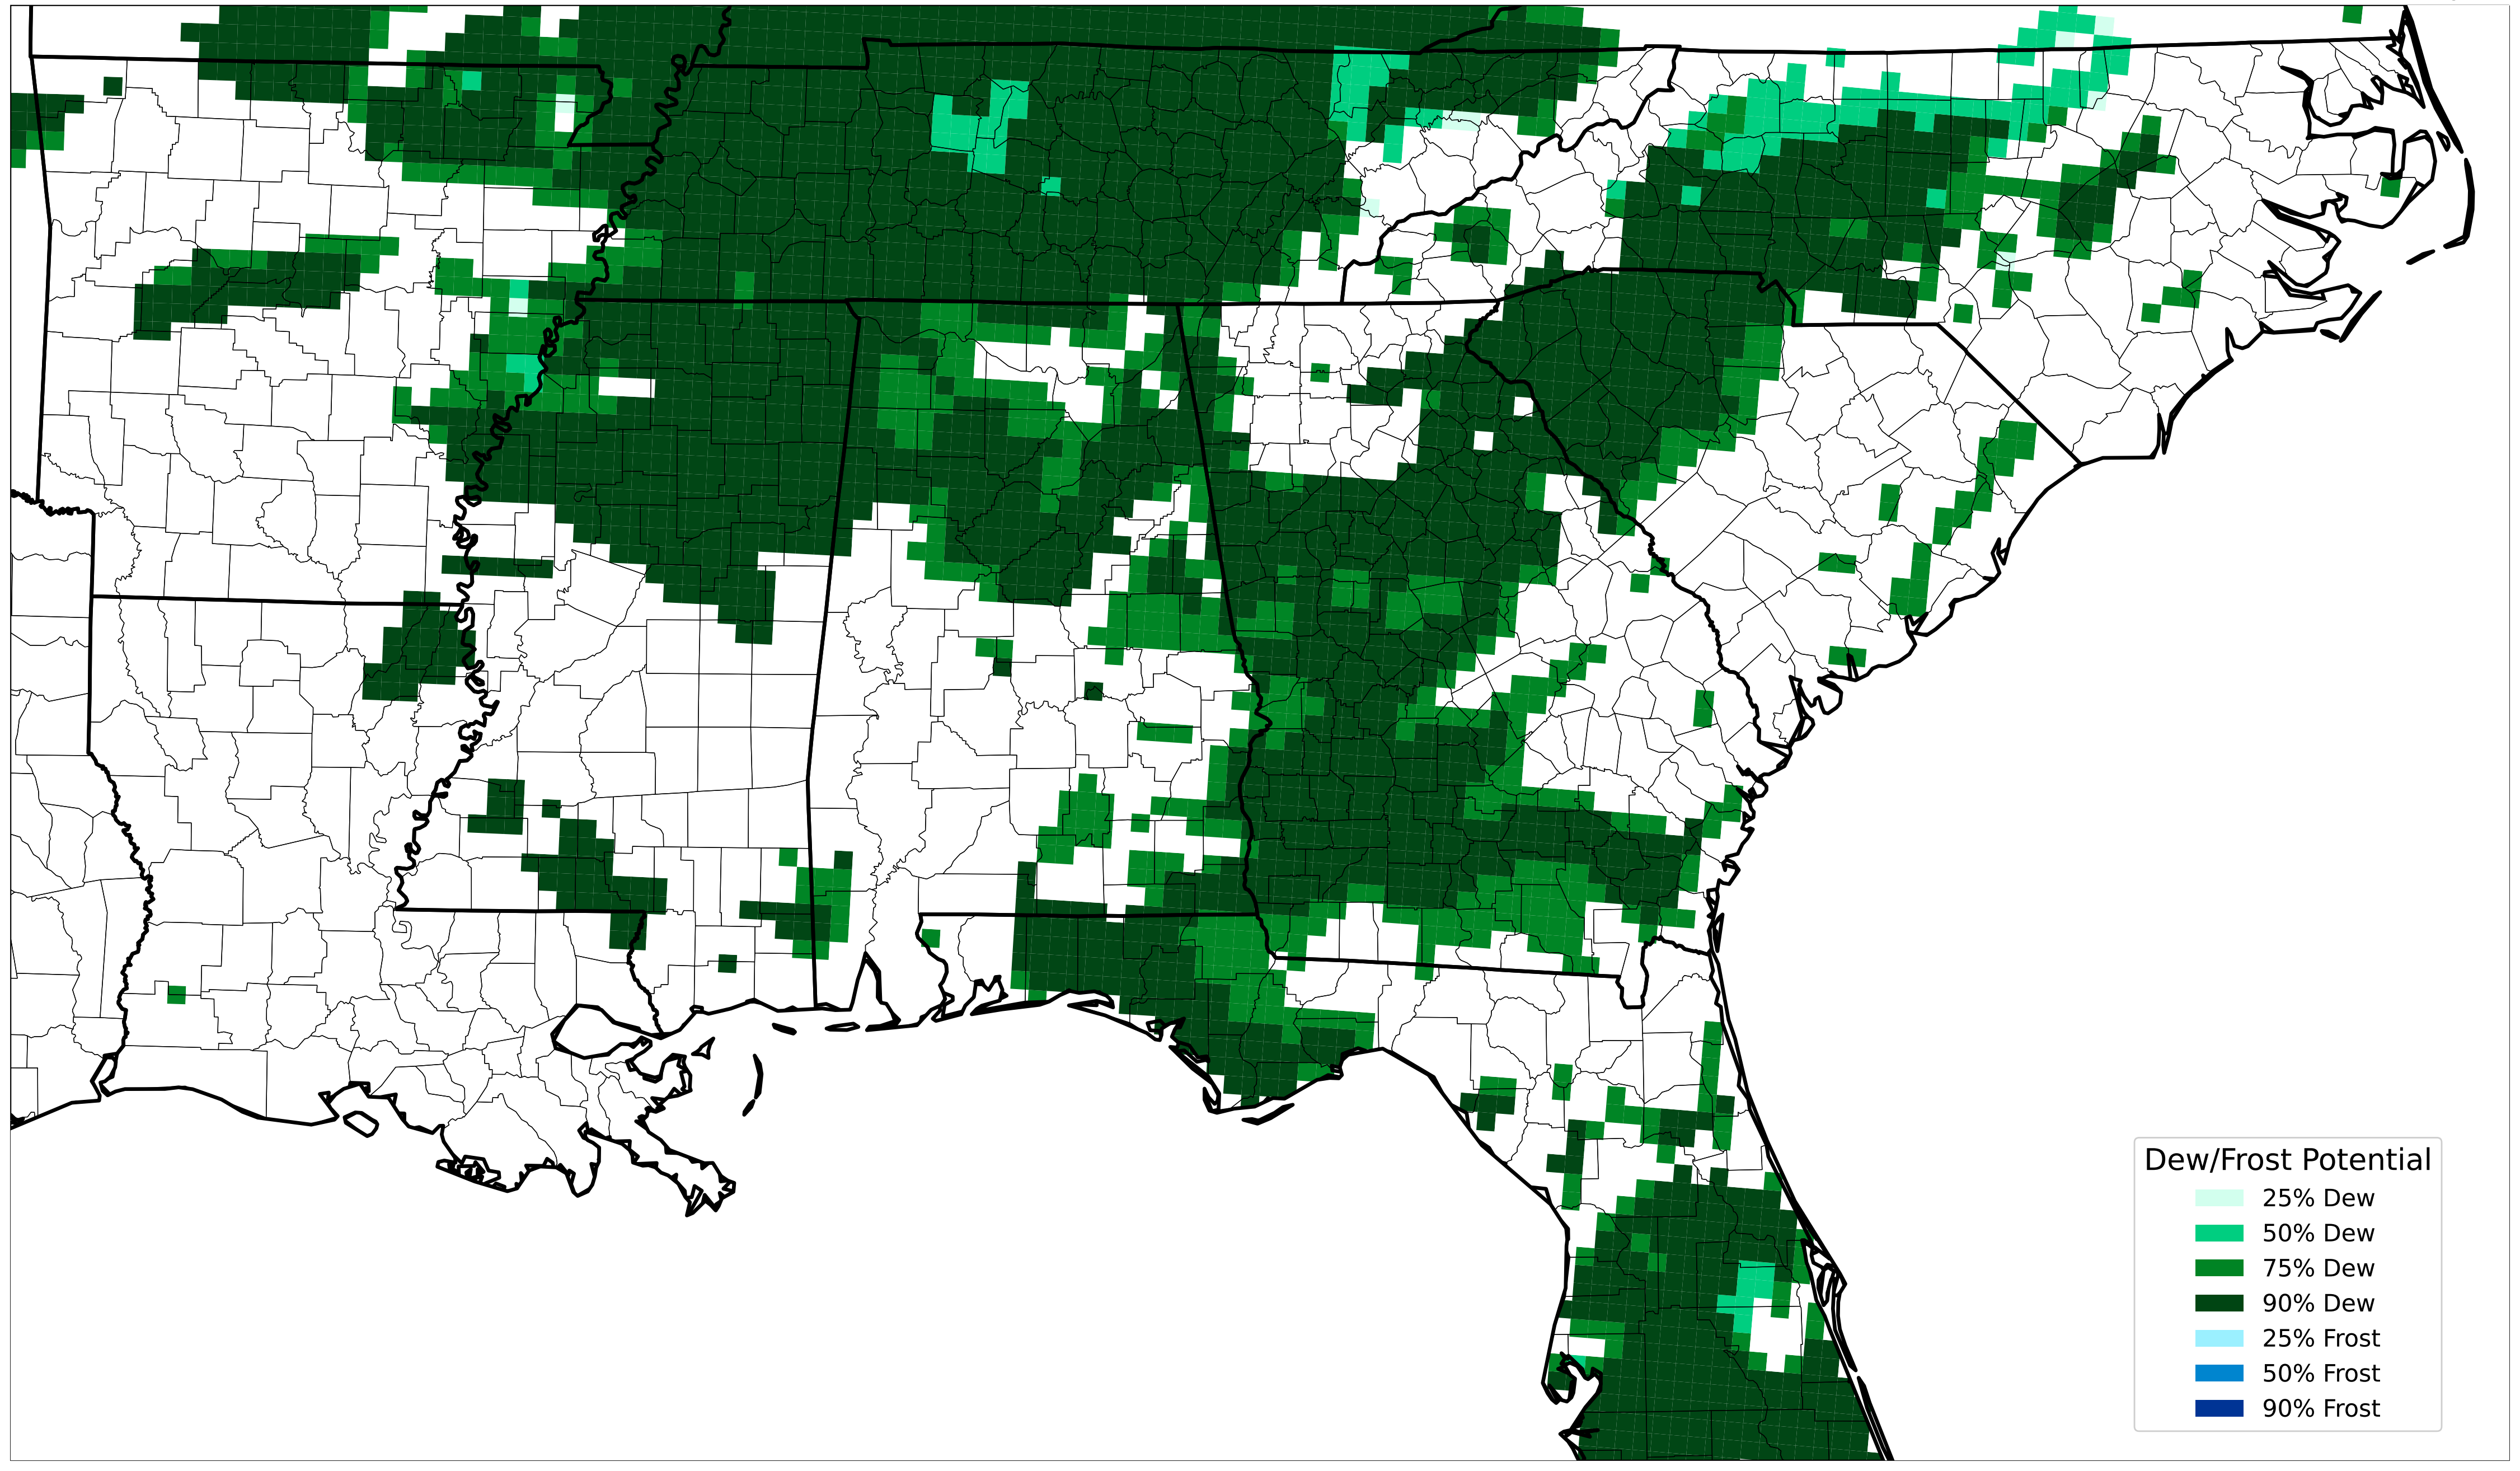 Dew/Frost Potential
25% Dew
50% Dew
75% Dew
90% Dew
25% Frost
50% Frost
90% Frost